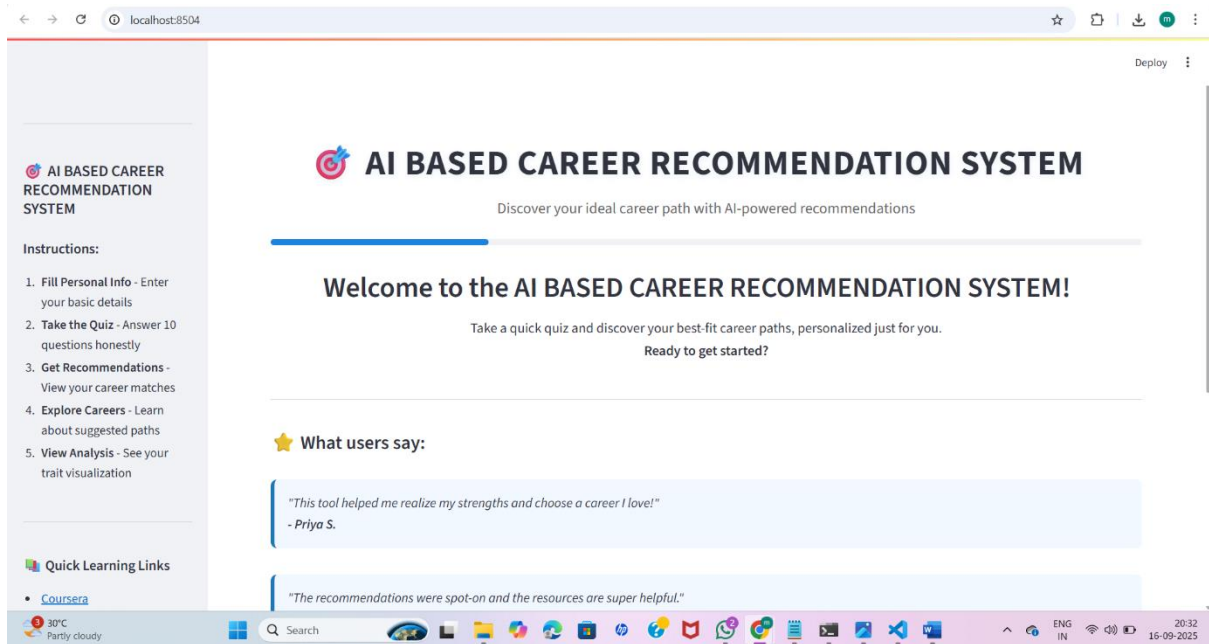 localhost:8504
m
Deploy
AI BASED CAREER
RECOMMENDATION
SYSTEM
Instructions:
1. Fill Personal Info - Enter
your basic details
2. Take the Quiz - Answer 10
questions honestly
3. Get Recommendations -
View your career matches
4. Explore Careers - Learn
about suggested paths
5. View Analysis - See your
trait visualization
Quick Learning Links
• Coursera
AI BASED CAREER RECOMMENDATION SYSTEM
Discover your ideal career path with AI-powered recommendations
Welcome to the AI BASED CAREER RECOMMENDATION SYSTEM!
Take a quick quiz and discover your best-fit career paths, personalized just for you.
Ready to get started?
What users say:
"This tool helped me realize my strengths and choose a career I love!"
- Priya S.
"The recommendations were spot-on and the resources are super helpful."
3
30°C
Partly cloudy
Search
hp
2
ENG
IN
20:32
16-09-2025